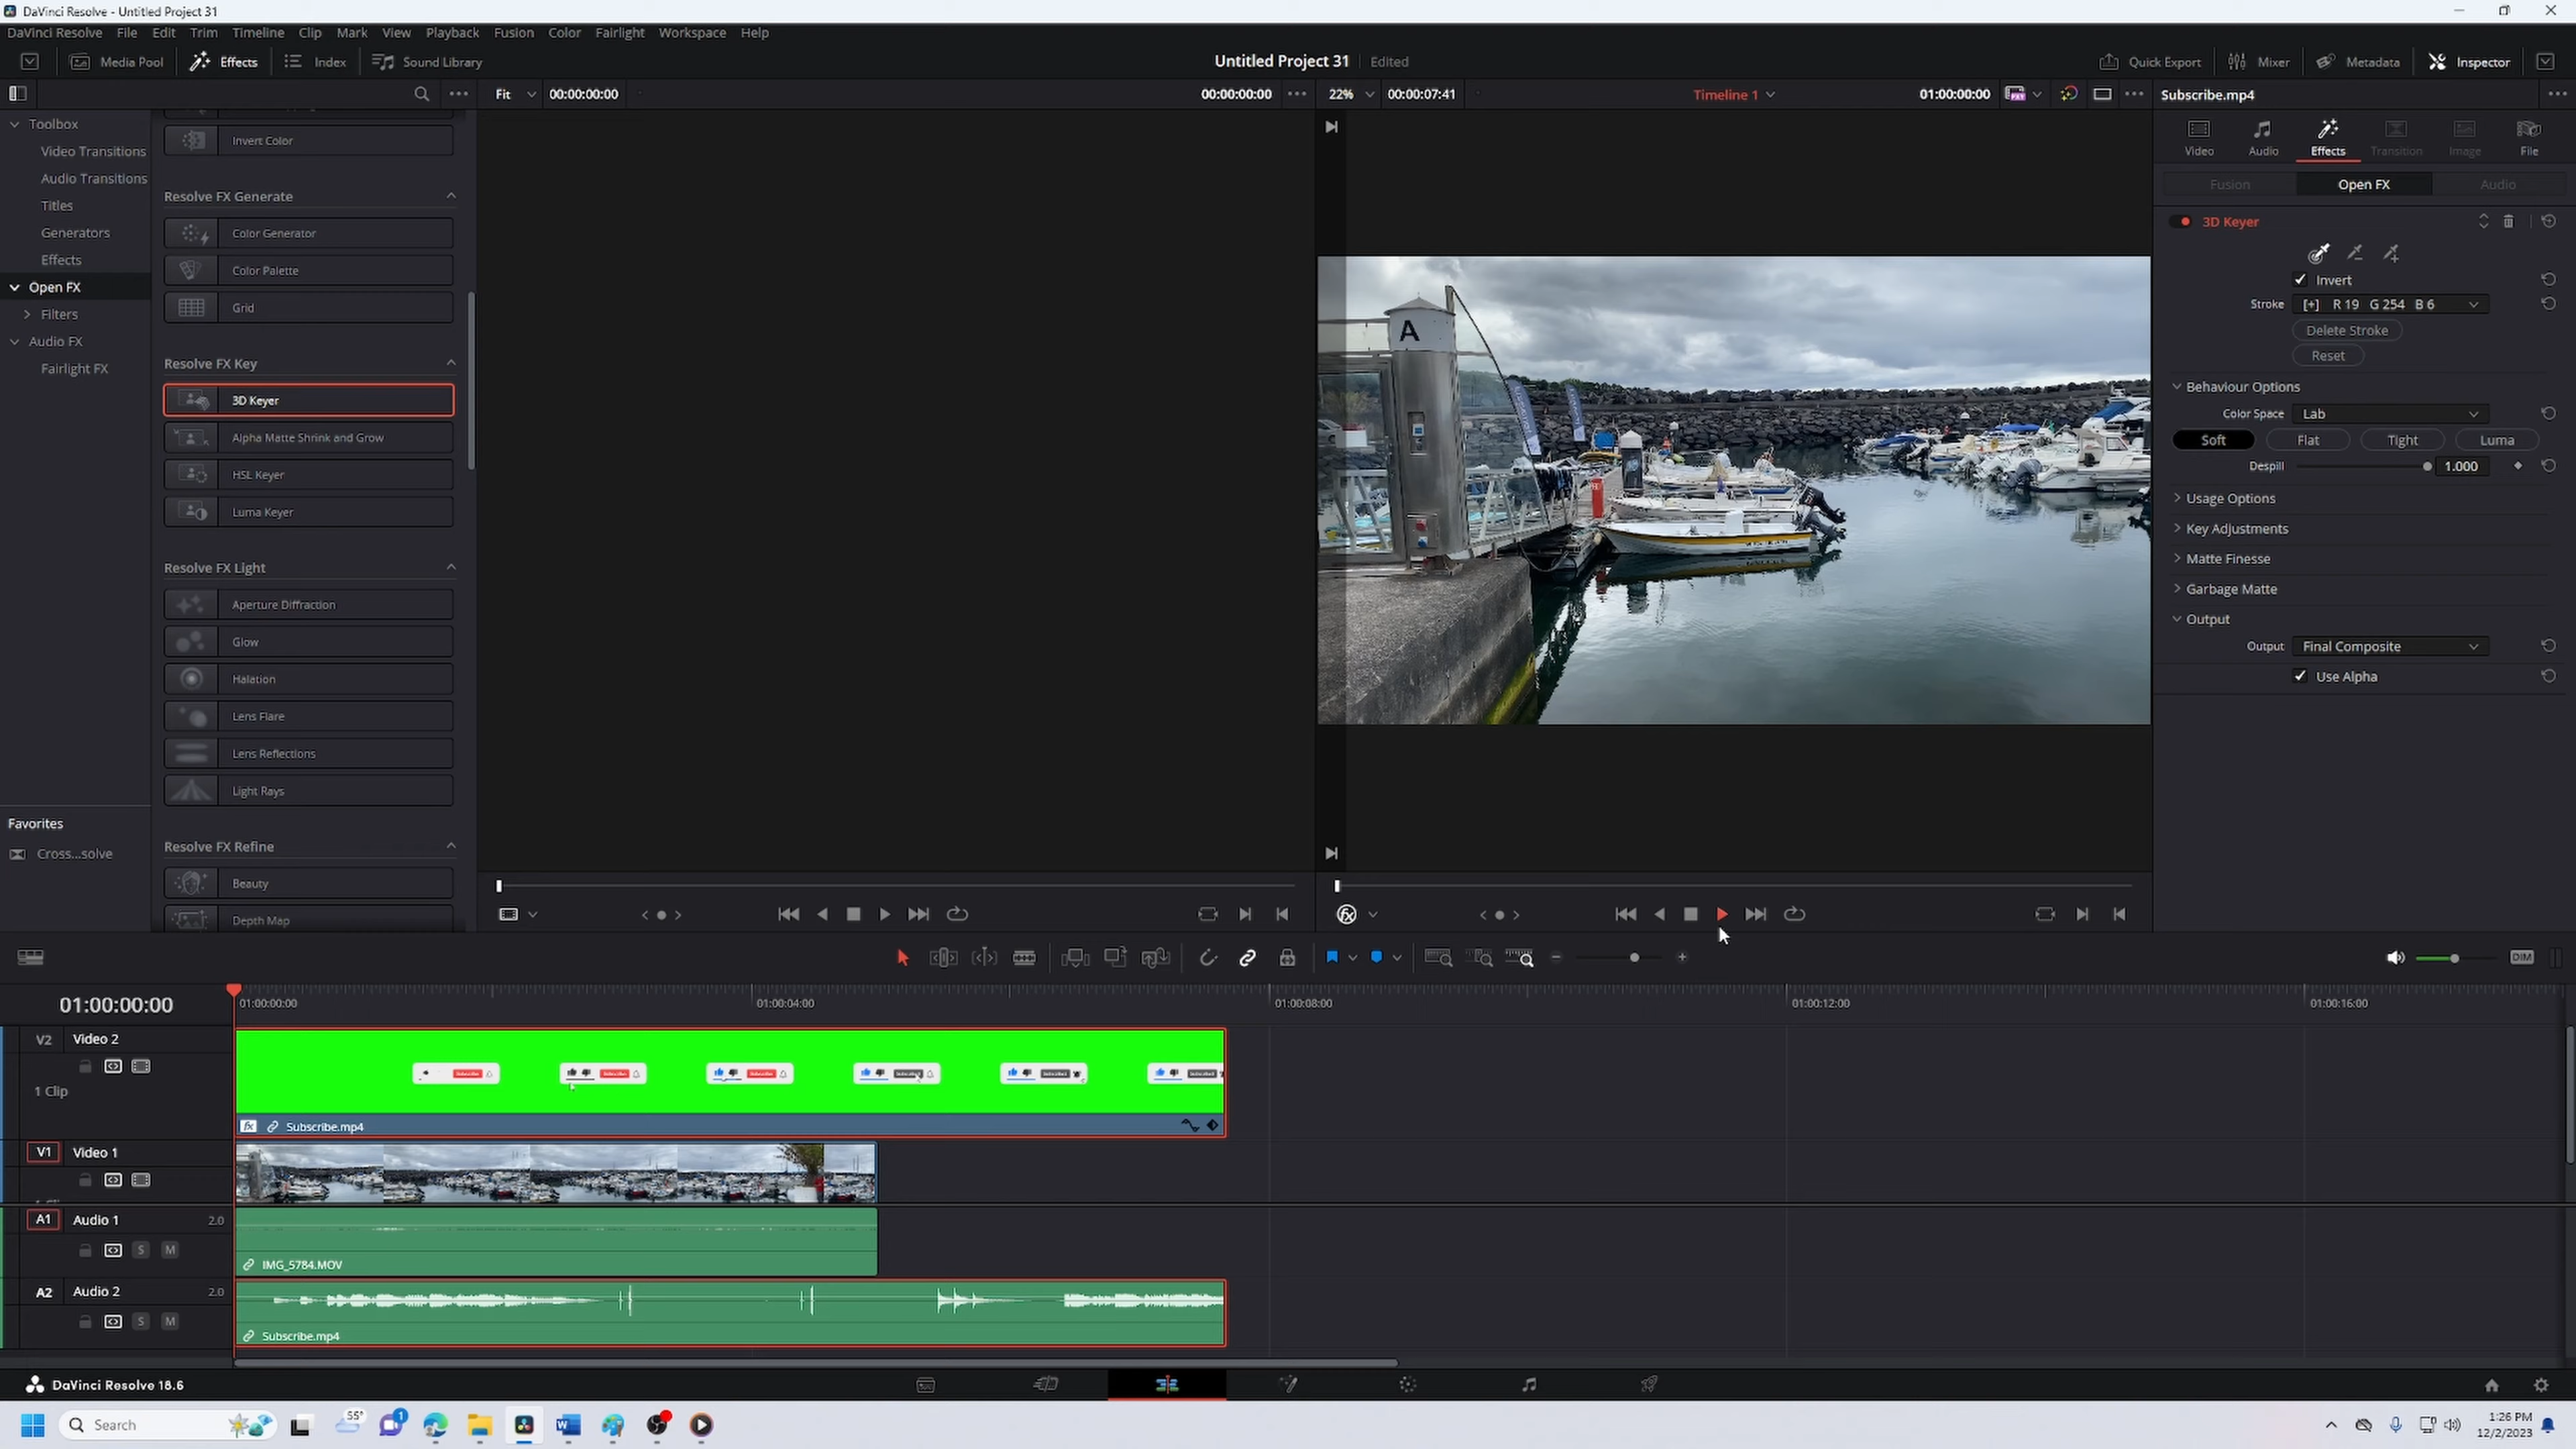 DaVinci Resolve - Untitled Project 31
DaVinci Resolve File Edit Trim Timeline Clip Mark View Playback Fusion Color Fairlight Workspace Help
Media Pool Effects Index Sound Library
Untitled Project 31 Edited
Quick Export Mixer Metadata Inspector
Fit 00:00:00:00 00:00:00:00
22% 00:00:07:41 Timeline 1 01:00:00:00
Subscribe.mp4
Toolbox
Video Transitions
Audio Transitions
Titles
Generators
Effects
Open FX
Filters
Audio FX
Fairlight FX
Favorites
Cross...solve
Invert Color
Resolve FX Generate
Color Generator
Color Palette
Grid
Resolve FX Key
3D Keyer
Alpha Matte Shrink and Grow
HSL Keyer
Luma Keyer
Resolve FX Light
Aperture Diffraction
Glow
Halation
Lens Flare
Lens Reflections
Light Rays
Resolve FX Refine
Beauty
Depth Map
A
Video Audio Effects Transition Image File
Fusion Open FX Audio
3D Keyer
Invert
Stroke [+] R 19 G 254 B 6
Delete Stroke
Reset
Behaviour Options
Color Space Lab
Soft Flat Tight Luma
Despill 1.000
Usage Options
Key Adjustments
Matte Finesse
Garbage Matte
Output
Output Final Composite
Use Alpha
DIM
01:00:00:00
01:00:00:00 01:00:04:00 01:00:08:00 01:00:12:00 01:00:16:00
V2 Video 2
1 Clip
Subscribe Subscribe Subscribe Subscribed Subscribed Subscribed
fx Subscribe.mp4
V1 Video 1
A1 Audio 1 2.0
S M
IMG_5784.MOV
A2 Audio 2 2.0
S M
Subscribe.mp4
DaVinci Resolve 18.6
Search
55°
1
1:26 PM
12/2/2023